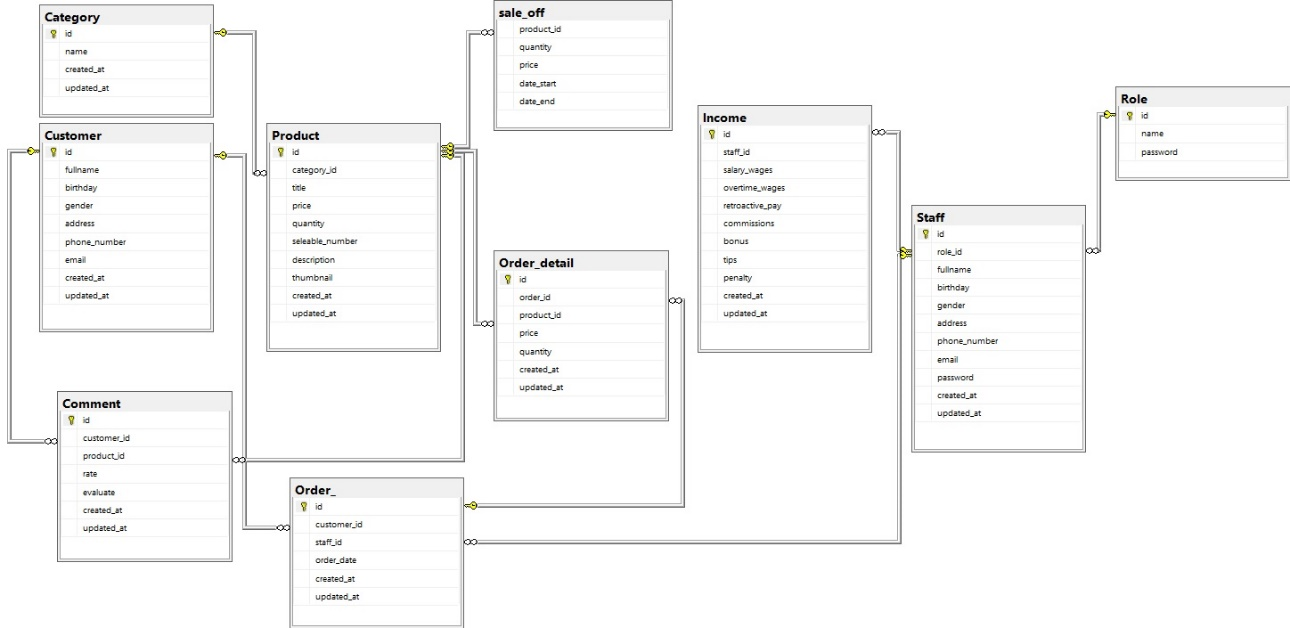 Category
id
name
created_at
updated_at
sale_off
product_id
quantity
price
date_start
date_end
Role
id
name
password
Income
id
staff_id
salary_wages
overtime_wages
retroactive_pay
commissions
bonus
tips
penalty
created_at
updated_at
Customer
id
fullname
birthday
gender
address
phone_number
email
created_at
updated_at
Product
id
category_id
title
price
quantity
seleable_number
description
thumbnail
created_at
updated_at
Staff
id
role_id
fullname
birthday
gender
address
phone_number
email
password
created_at
updated_at
Order_detail
id
order_id
product_id
price
quantity
created_at
updated_at
Comment
id
customer_id
product_id
rate
evaluate
created_at
updated_at
Order_
id
customer_id
staff_id
order_date
created_at
updated_at